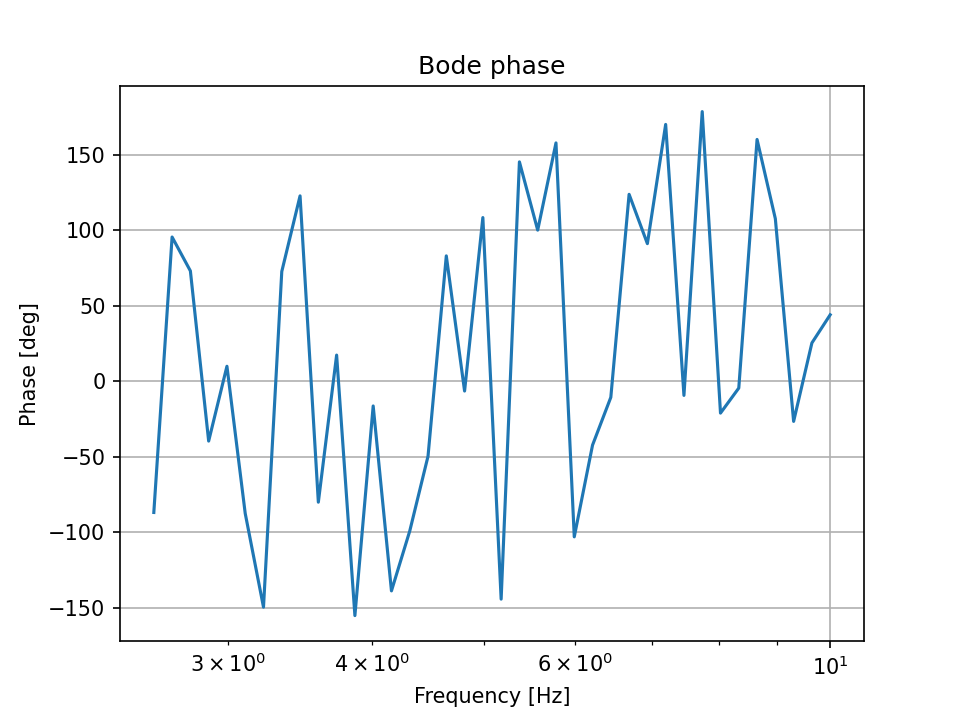 Bode phase
Phase [deg]
150
100
50
0
−50
−100
−150
3 × 10⁰
4 × 10⁰
6 × 10⁰
10¹
Frequency [Hz]